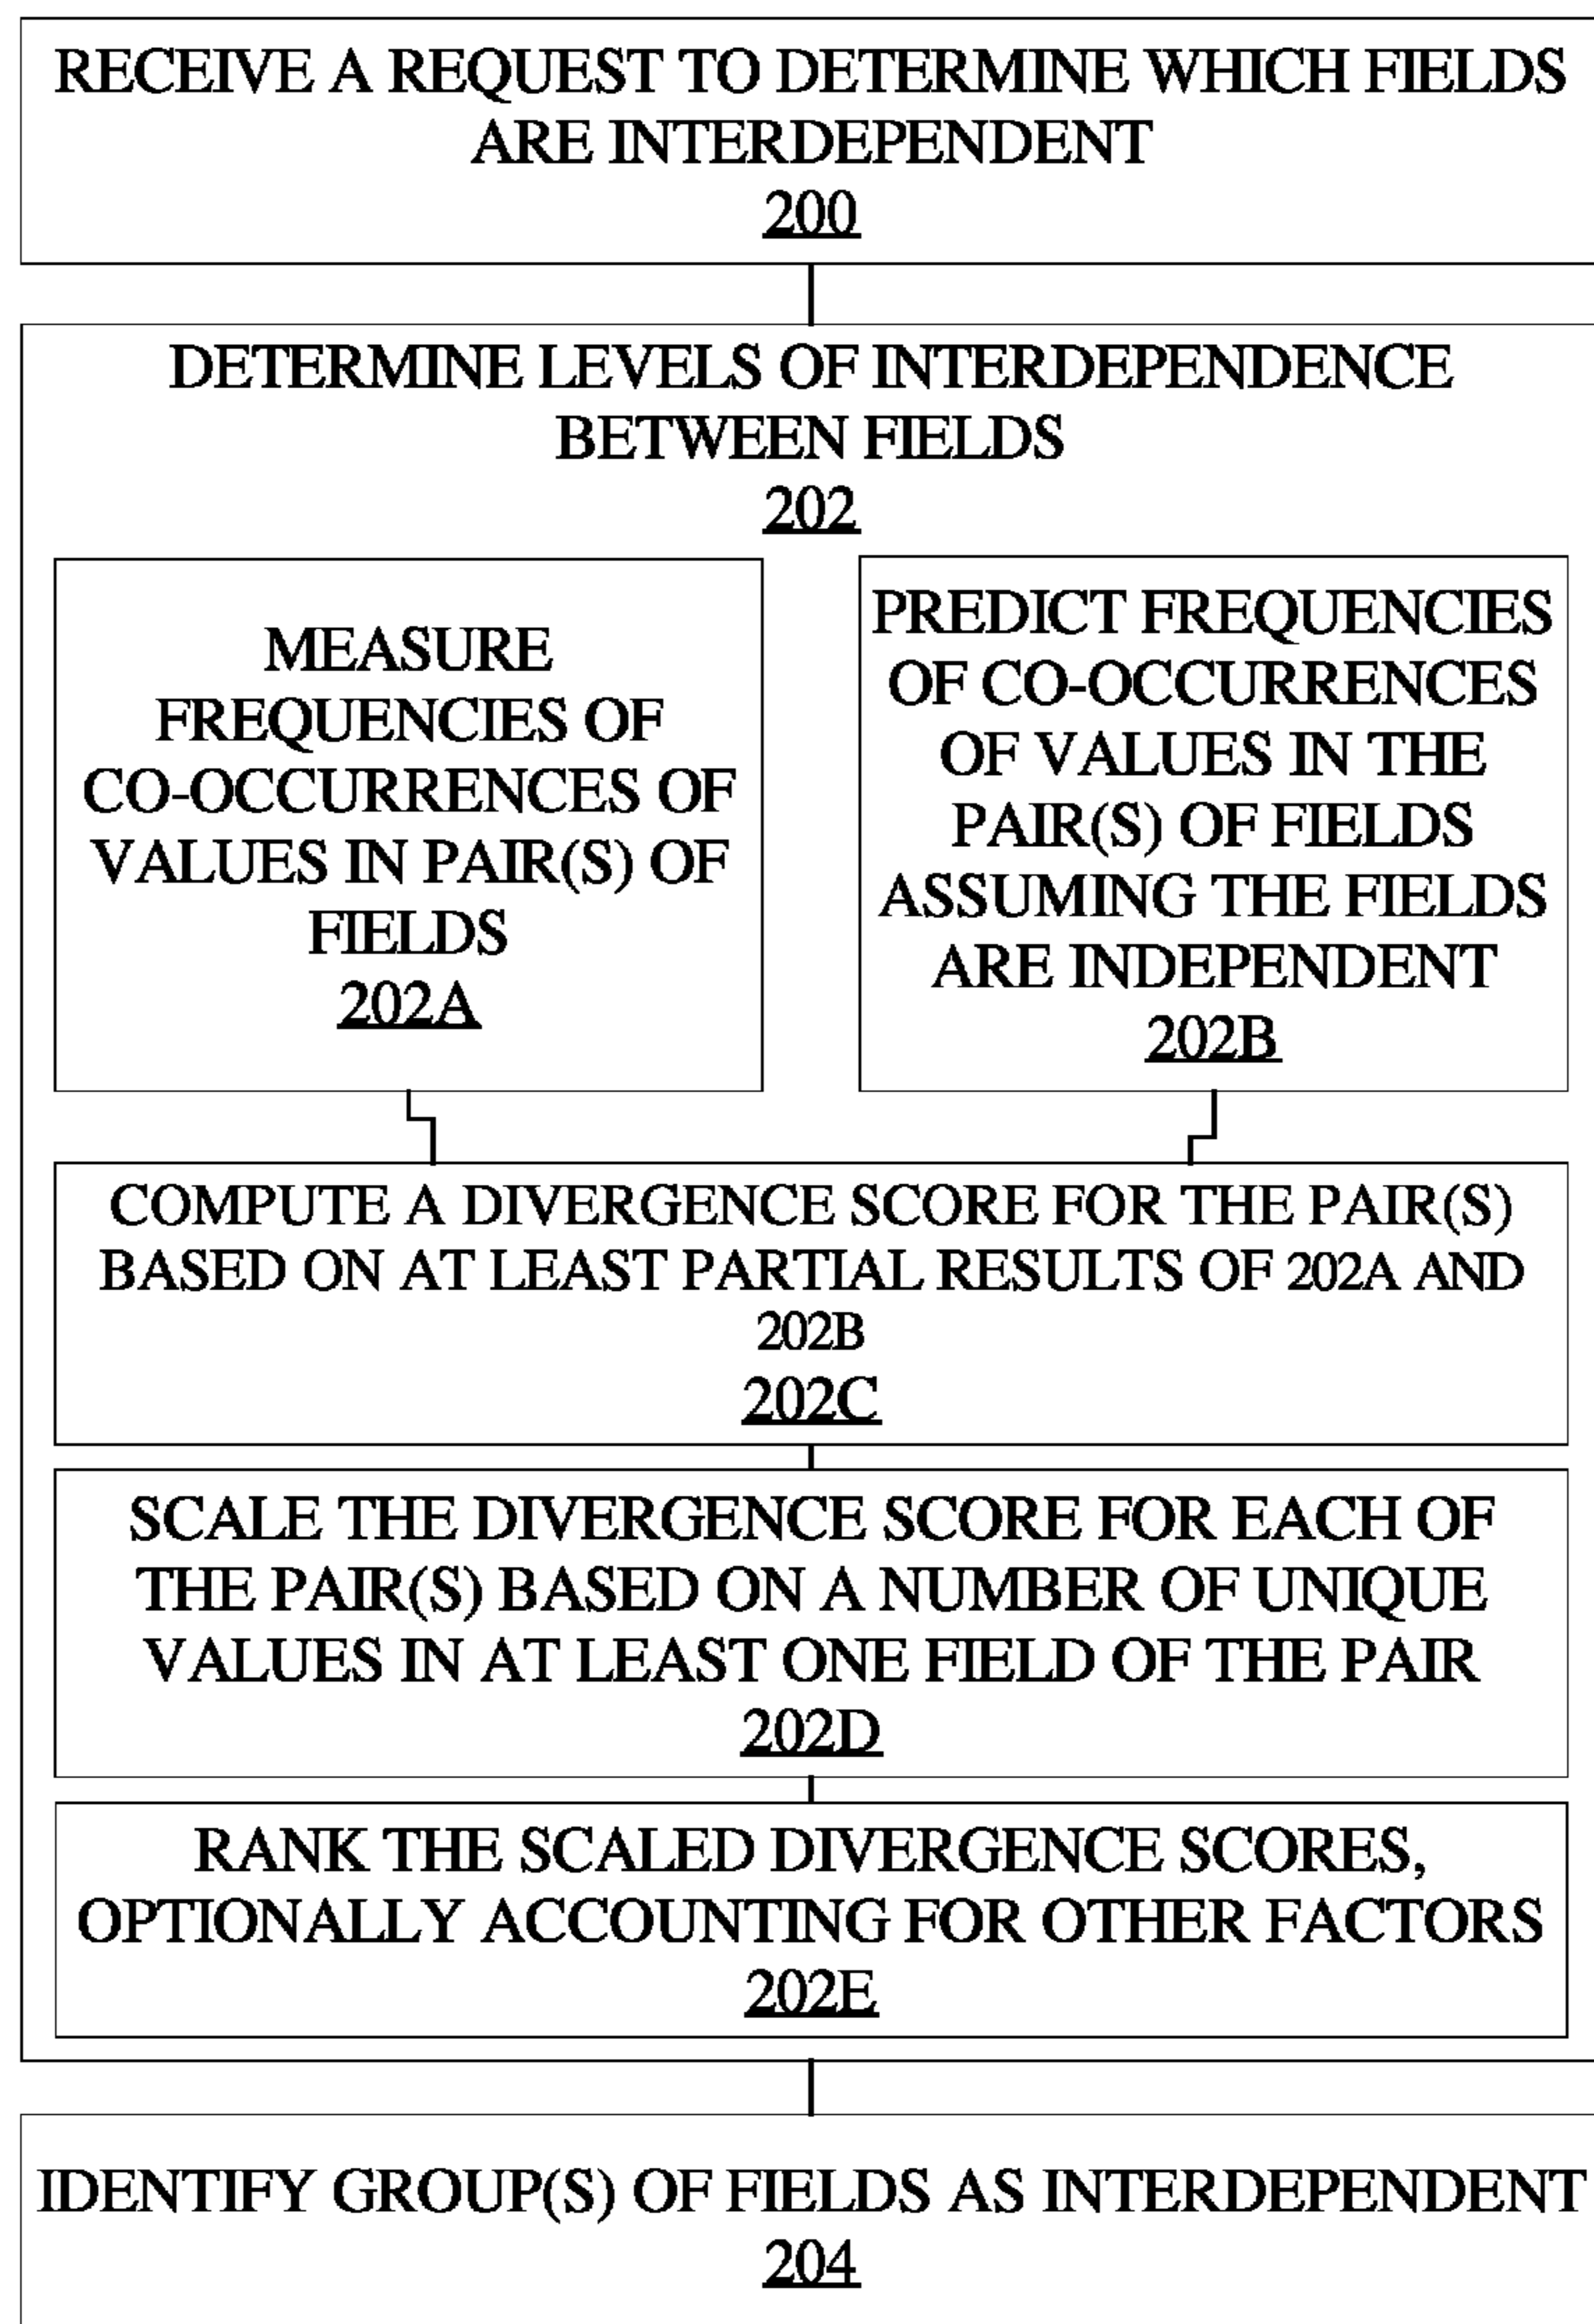 RECEIVE A REQUEST TO DETERMINE WHICH FIELDS
ARE INTERDEPENDENT
200
DETERMINE LEVELS OF INTERDEPENDENCE
BETWEEN FIELDS
202
MEASURE
FREQUENCIES OF
CO-OCCURRENCES OF
VALUES IN PAIR(S) OF
FIELDS
202A
PREDICT FREQUENCIES
OF CO-OCCURRENCES
OF VALUES IN THE
PAIR(S) OF FIELDS
ASSUMING THE FIELDS
ARE INDEPENDENT
202B
COMPUTE A DIVERGENCE SCORE FOR THE PAIR(S)
BASED ON AT LEAST PARTIAL RESULTS OF 202A AND
202B
202C
SCALE THE DIVERGENCE SCORE FOR EACH OF
THE PAIR(S) BASED ON A NUMBER OF UNIQUE
VALUES IN AT LEAST ONE FIELD OF THE PAIR
202D
RANK THE SCALED DIVERGENCE SCORES,
OPTIONALLY ACCOUNTING FOR OTHER FACTORS
202E
IDENTIFY GROUP(S) OF FIELDS AS INTERDEPENDENT
204